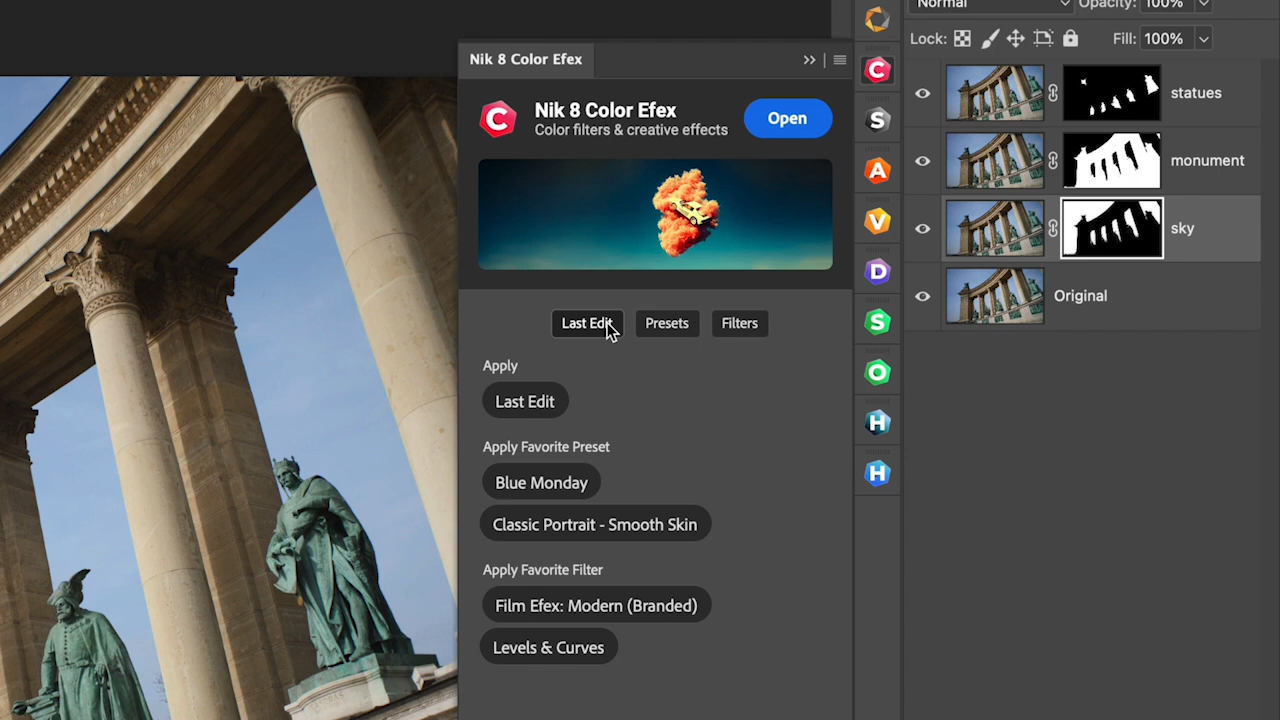 Normal
Opacity: 100%
Lock:
Fill: 100%
Nik 8 Color Efex
Nik 8 Color Efex
Color filters & creative effects
Open
Last Edit
Presets
Filters
Apply
Last Edit
Apply Favorite Preset
Blue Monday
Classic Portrait - Smooth Skin
Apply Favorite Filter
Film Efex: Modern (Branded)
Levels & Curves
C
S
A
V
D
S
O
H
H
statues
monument
sky
Original